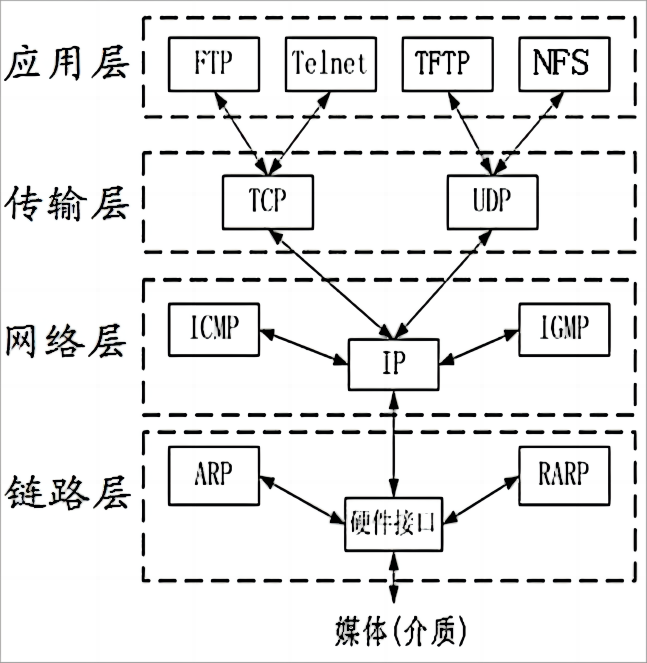 应用层
FTP
Telnet
TFTP
NFS
传输层
TCP
UDP
网络层
ICMP
IP
IGMP
链路层
ARP
硬件接口
RARP
媒体(介质)